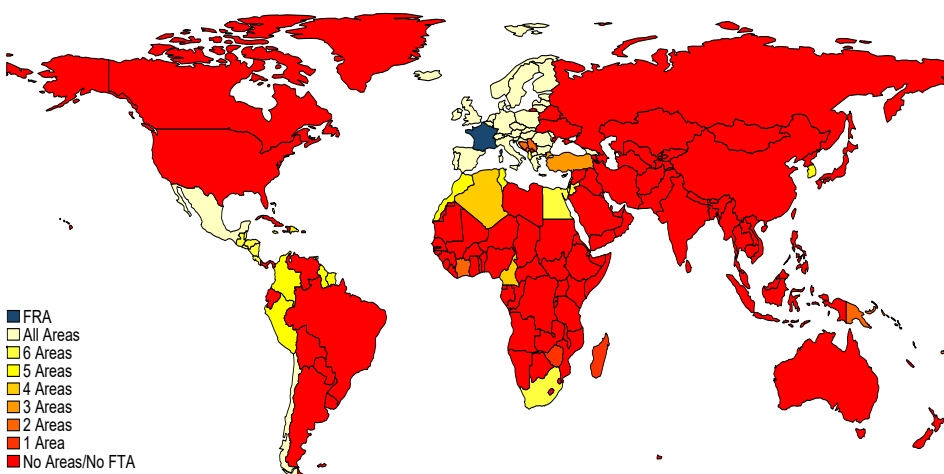 FRA
All Areas
6 Areas
5 Areas
4 Areas
3 Areas
2 Areas
1 Area
No Areas/No FTA